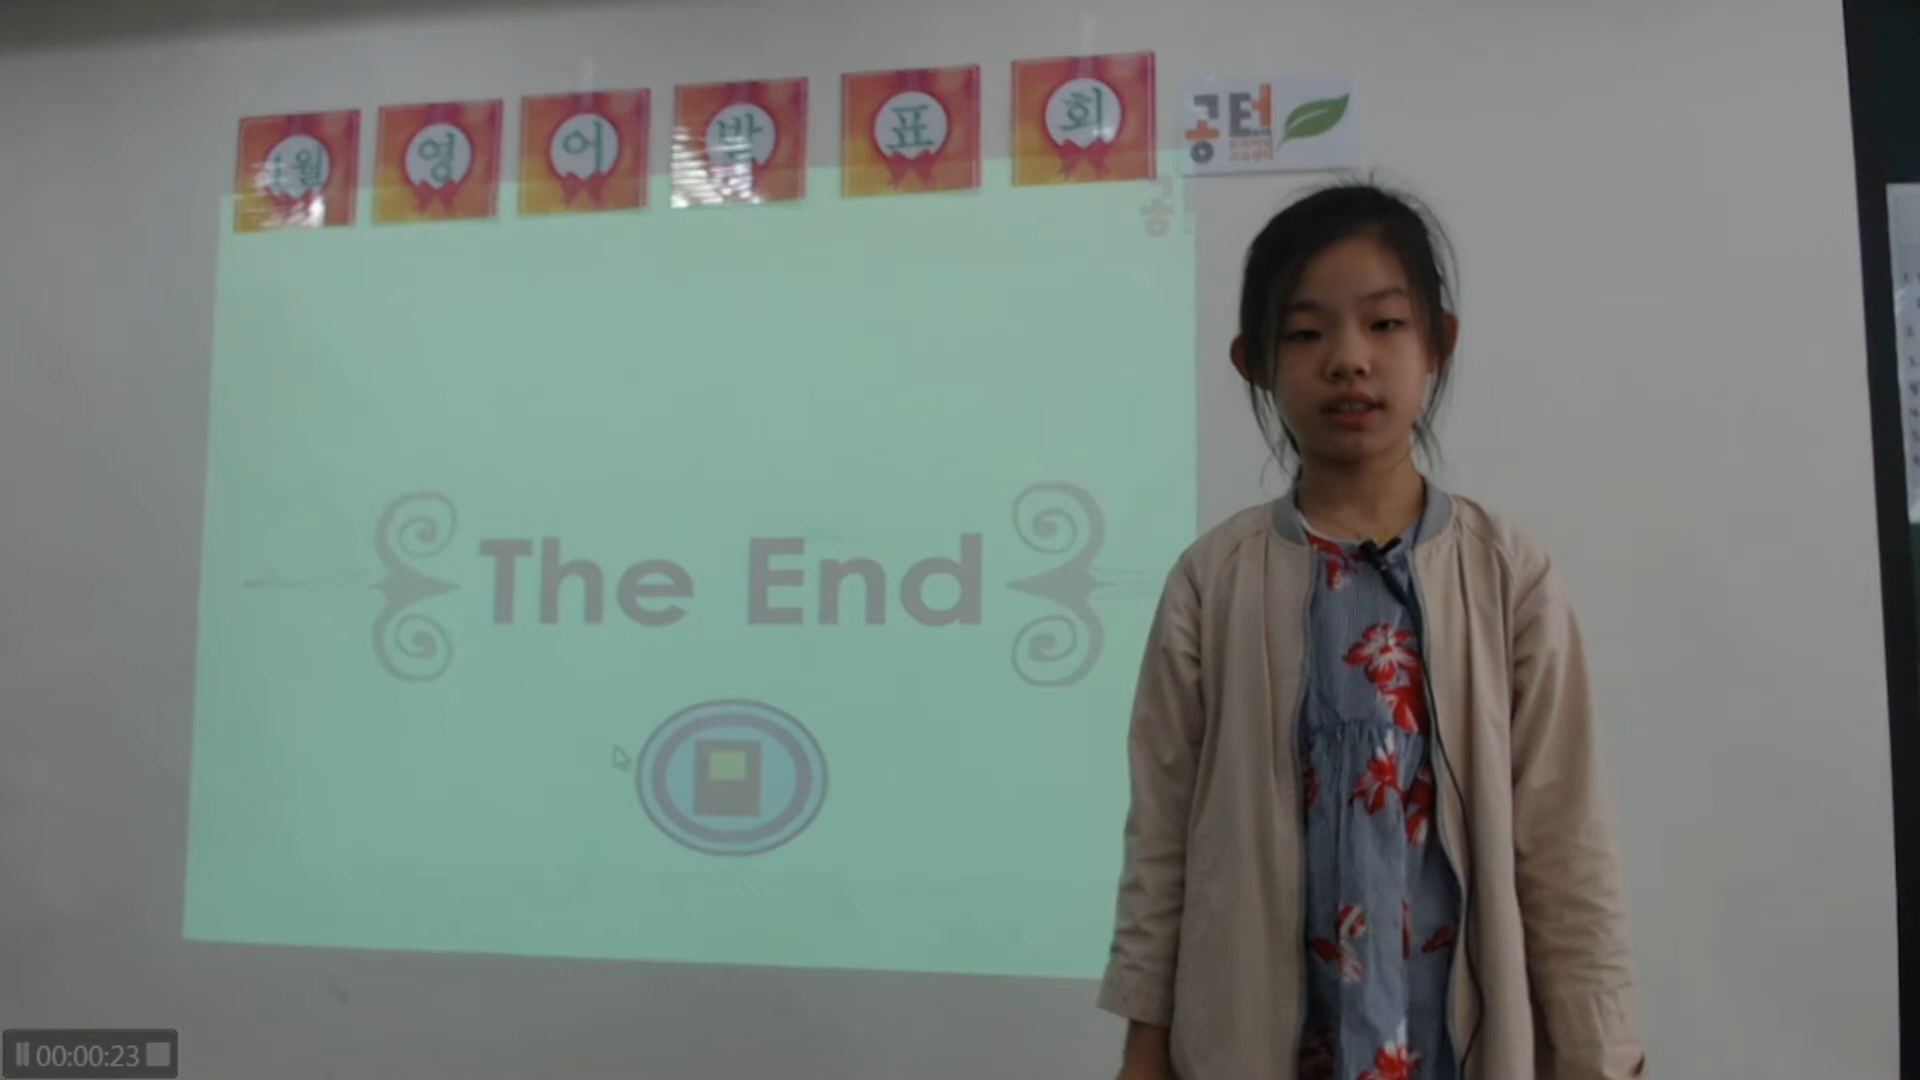 월 영 어 발 표 회
공터
The End
00:00:23